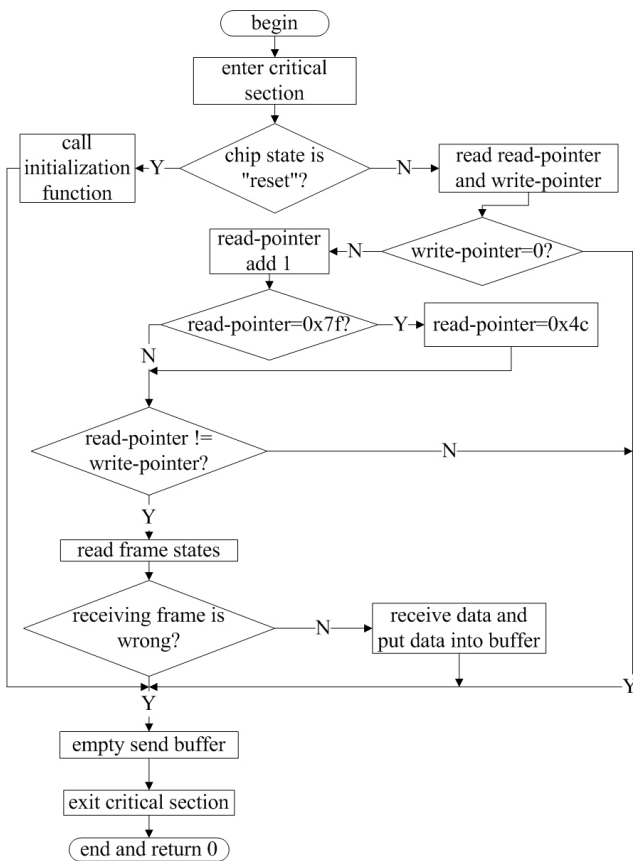 begin
enter critical
section
chip state is
"reset"?
Y
call
initialization
function
N
read read-pointer
and write-pointer
write-pointer=0?
N
read-pointer
add 1
read-pointer=0x7f?
Y
read-pointer=0x4c
N
read-pointer !=
write-pointer?
N
Y
read frame states
receiving frame is
wrong?
N
receive data and
put data into buffer
Y
Y
empty send buffer
exit critical section
end and return 0